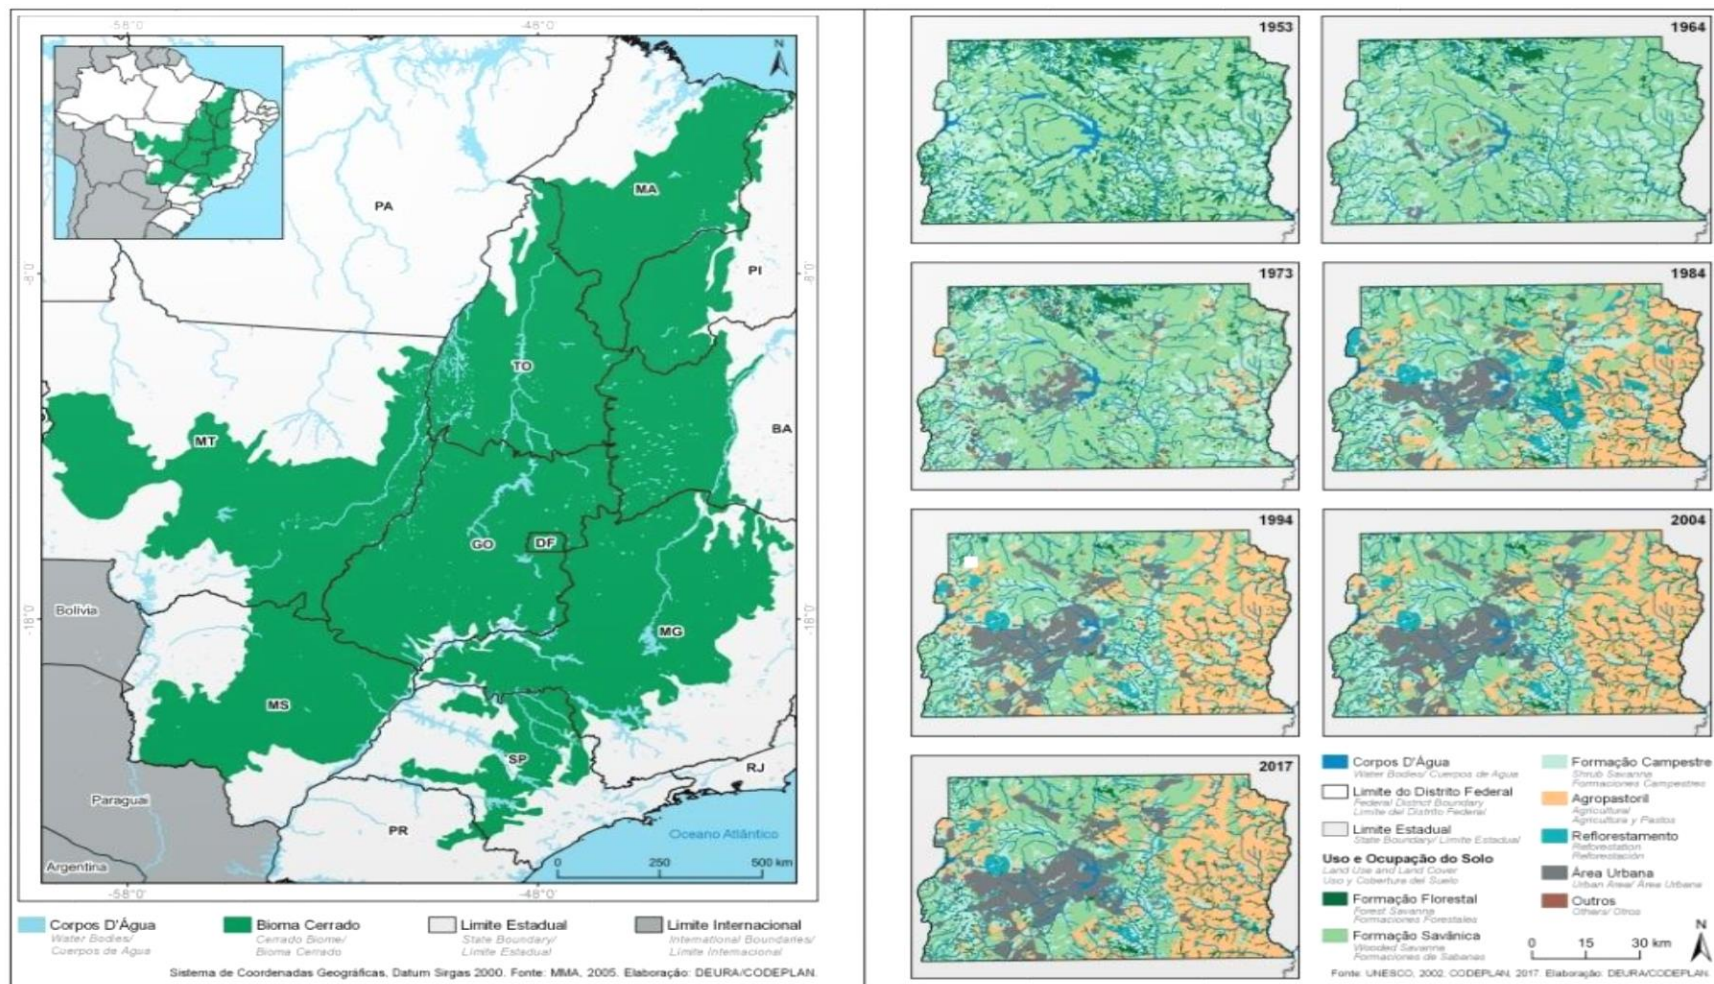 -58°0'
-48°0'
N
MA
PA
PI
-8°0'
-8°0'
TO
MT
BA
GO
DF
Bolívia
-18°0'
-18°0'
MG
MS
SP
RJ
Paraguai
PR
Oceano Atlântico
Argentina
0 250 500 km
-58°0'
-48°0'
Corpos D'Água
Water Bodies/
Cuerpos de Agua
Bioma Cerrado
Cerrado Biome/
Bioma Cerrado
Limite Estadual
State Boundary/
Límite Estadual
Limite Internacional
International Boundaries/
Límite Internacional
Sistema de Coordenadas Geográficas, Datum Sirgas 2000. Fonte: MMA, 2005. Elaboração: DEURA/CODEPLAN.
1953
1964
1973
1984
1994
2004
2017
Corpos D'Água
Water Bodies/ Cuerpos de Agua
Limite do Distrito Federal
Federal District Boundary
Limite del Distrito Federal
Limite Estadual
State Boundary/ Limite Estadual
Uso e Ocupação do Solo
Land Use and Land Cover
Uso y Cobertura del Suelo
Formação Florestal
Forest Savanna
Formaciones Forestales
Formação Savânica
Wooded Savanna
Formaciones de Sabanas
Formação Campestre
Shrub Savanna
Formaciones Campestres
Agropastoril
Agricultural
Agricultura y Pastos
Reflorestamento
Reforestation
Reforestación
Área Urbana
Urban Area/ Área Urbana
Outros
Others/ Otros
N
0 15 30 km
Fonte: UNESCO, 2002, CODEPLAN, 2017. Elaboração: DEURA/CODEPLAN